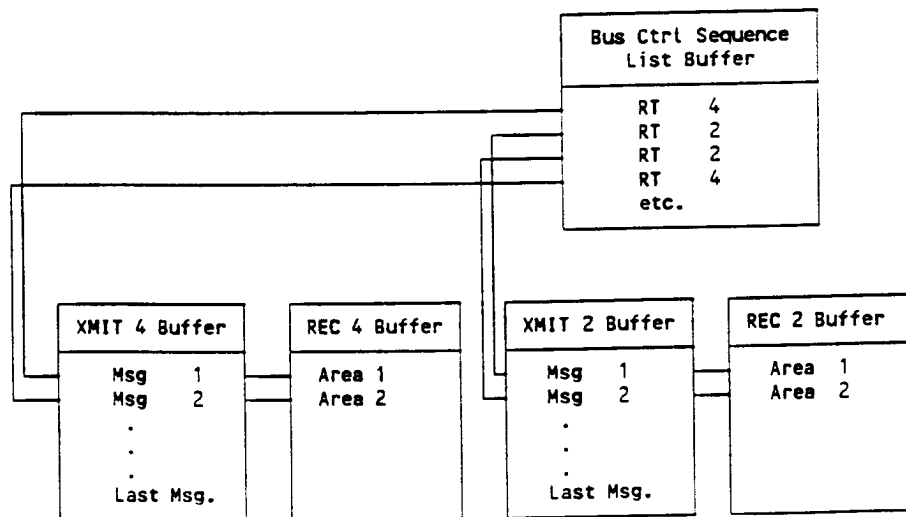 Bus Ctrl Sequence
List Buffer
RT 4
RT 2
RT 2
RT 4
etc.
XMIT 4 Buffer
Msg 1
Msg 2
.
.
.
Last Msg.
REC 4 Buffer
Area 1
Area 2
XMIT 2 Buffer
Msg 1
Msg 2
.
.
.
Last Msg.
REC 2 Buffer
Area 1
Area 2